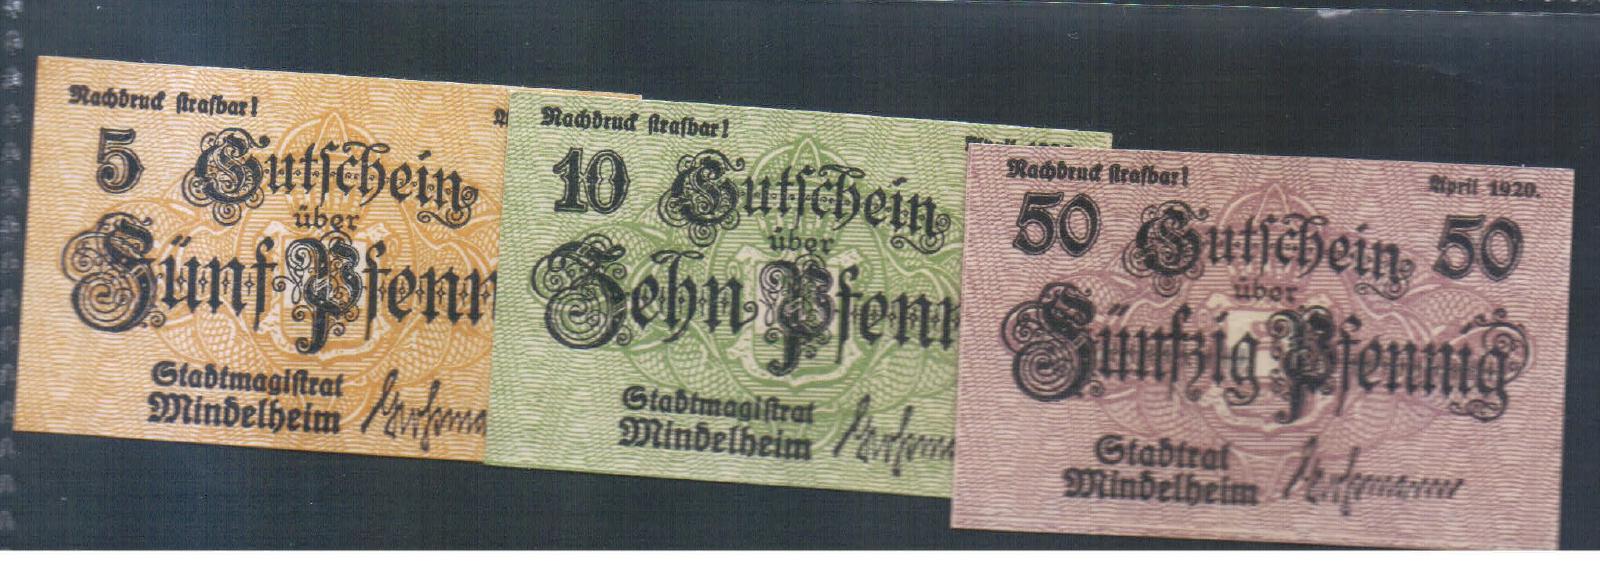 Nachdruck strafbar!
5
Gutschein
über
Fünf Pfenn
Stadtmagistrat
Mindelheim
Nachdruck strafbar!
10
Gutschein
über
Zehn Pfenn
Stadtmagistrat
Mindelheim
Nachdruck strafbar!
April 1920.
50 Gutschein 50
über
Fünfzig Pfennig
Stadtrat
Mindelheim